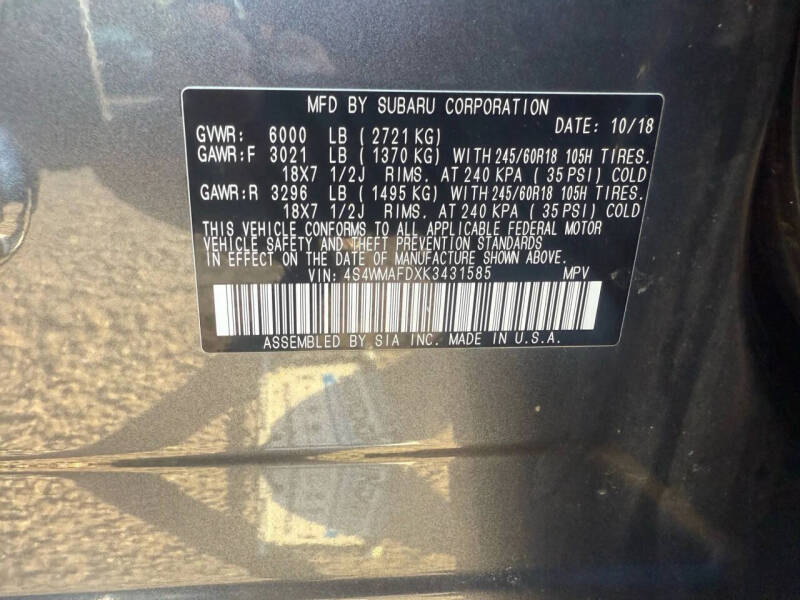 MFD BY SUBARU CORPORATION
DATE: 10/18
GVWR: 6000 LB ( 2721 KG)
GAWR:F 3021 LB ( 1370 KG) WITH 245/60R18 105H TIRES.
18X7 1/2J RIMS. AT 240 KPA ( 35 PSI) COLD
GAWR:R 3296 LB ( 1495 KG) WITH 245/60R18 105H TIRES.
18X7 1/2J RIMS. AT 240 KPA ( 35 PSI) COLD
THIS VEHICLE CONFORMS TO ALL APPLICABLE FEDERAL MOTOR
VEHICLE SAFETY AND THEFT PREVENTION STANDARDS
IN EFFECT ON THE DATE OF MANUFACTURE SHOWN ABOVE.
VIN: 4S4WMAFDXK3431585 MPV
ASSEMBLED BY SIA INC. MADE IN U.S.A.